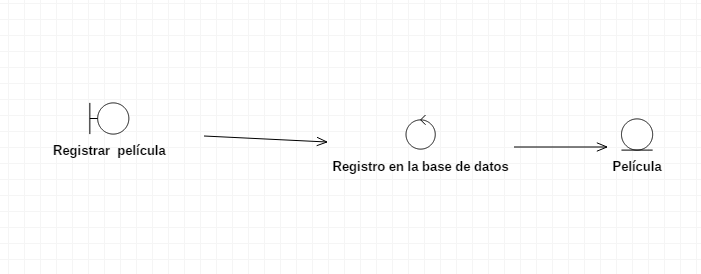 Registrar película
Registro en la base de datos
Película